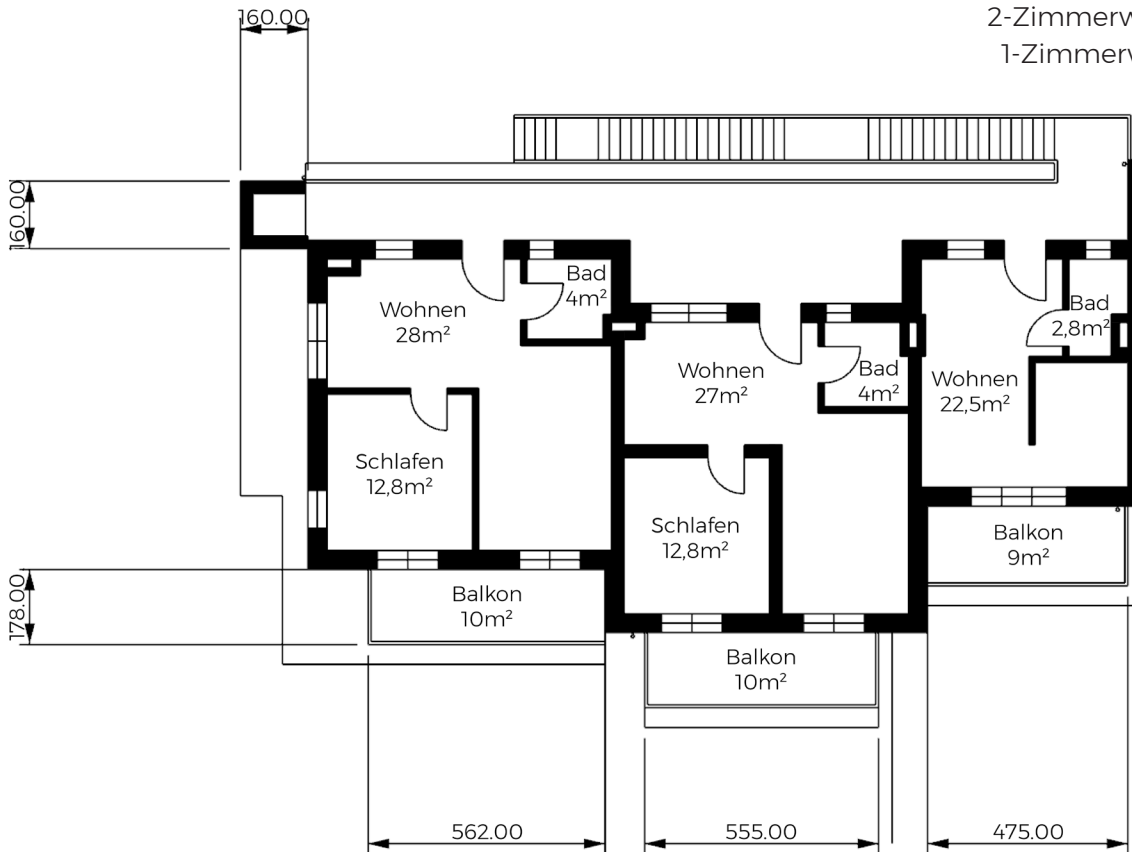 160.00
2-Zimmerw
1-Zimmerw
160.00
Bad
4m²
Wohnen
28m²
Bad
2,8m²
Wohnen
27m²
Bad
4m²
Wohnen
22,5m²
Schlafen
12,8m²
Schlafen
12,8m²
Balkon
9m²
178.00
Balkon
10m²
Balkon
10m²
562.00
555.00
475.00